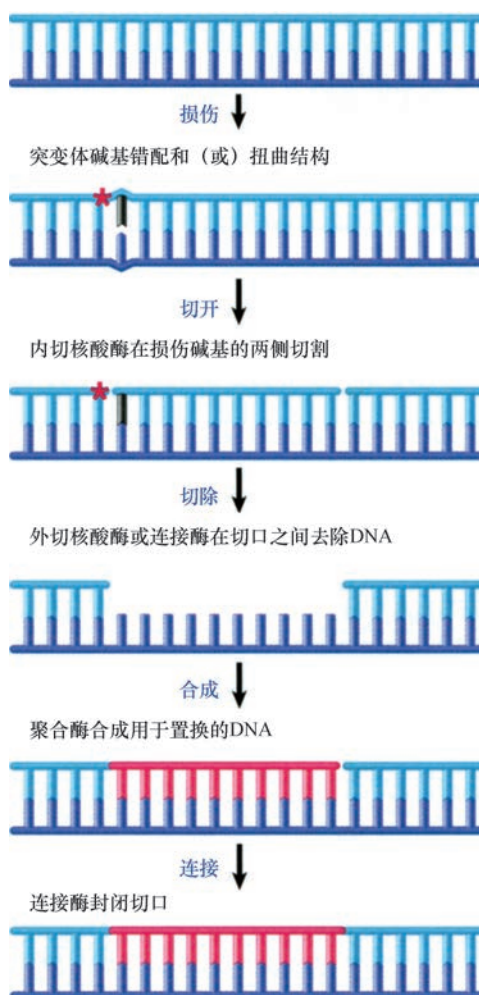 损伤
突变体碱基错配和（或）扭曲结构
切开
内切核酸酶在损伤碱基的两侧切割
切除
外切核酸酶或连接酶在切口之间去除DNA
合成
聚合酶合成用于置换的DNA
连接
连接酶封闭切口